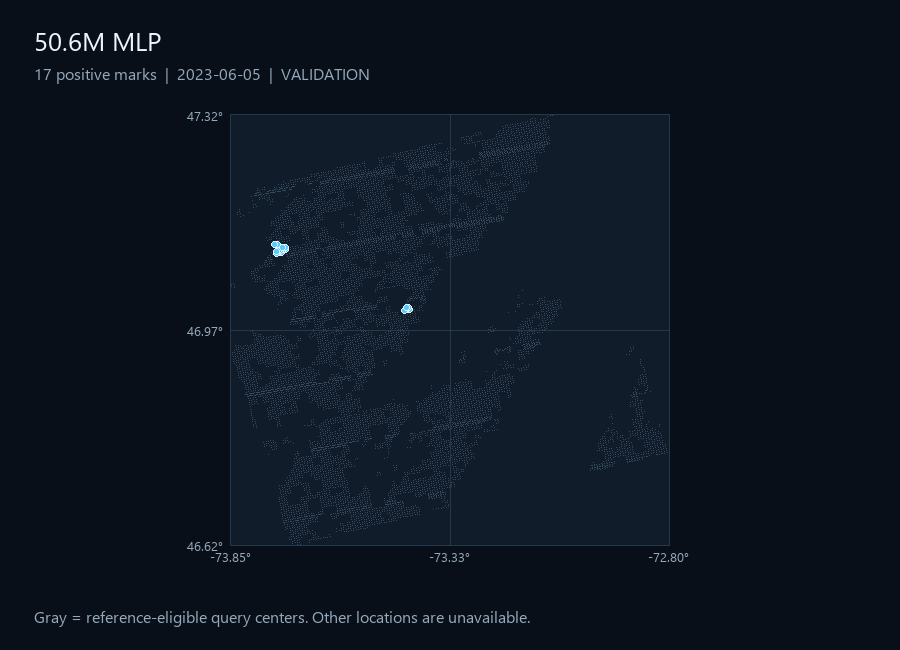 50.6M MLP
17 positive marks | 2023-06-05 | VALIDATION
47.32°
46.97°
46.62°
-73.85°
-73.33°
-72.80°
Gray = reference-eligible query centers. Other locations are unavailable.